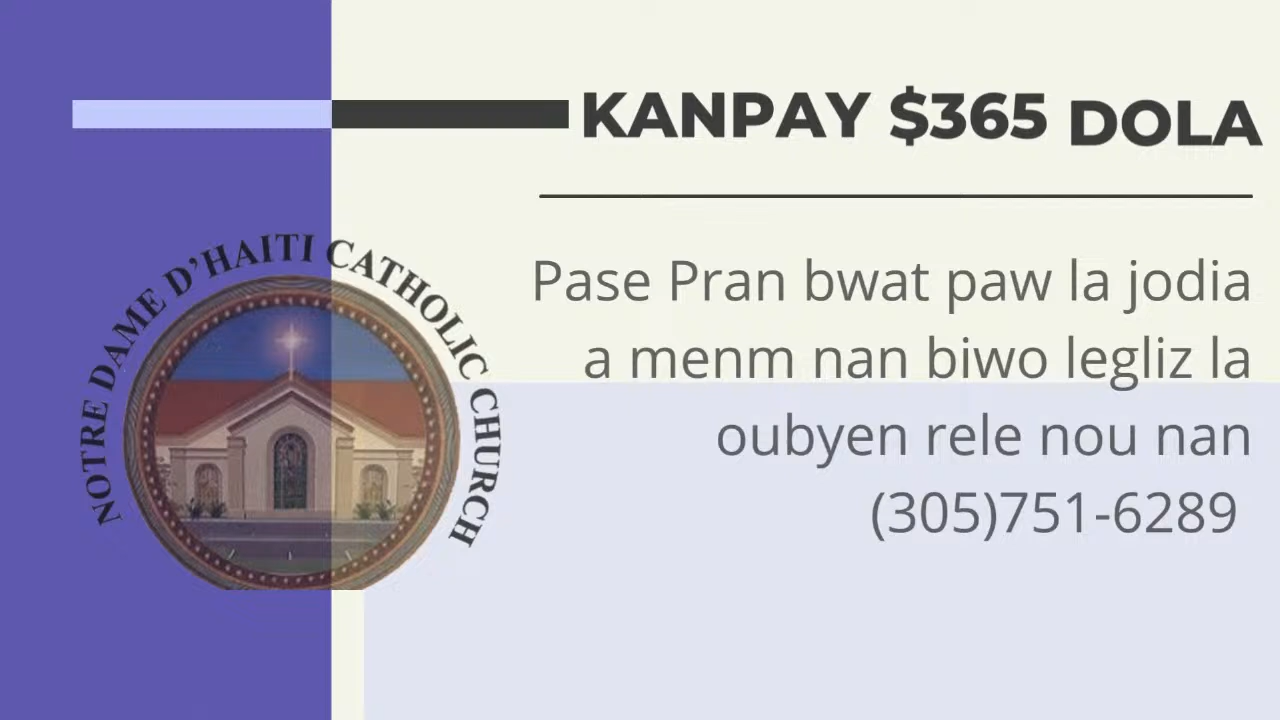 KANPAY $365 DOLA
Pase Pran bwat paw la jodia
a menm nan biwo legliz la
oubyen rele nou nan
(305)751-6289
NOTRE DAME D'HAITI CATHOLIC CHURCH